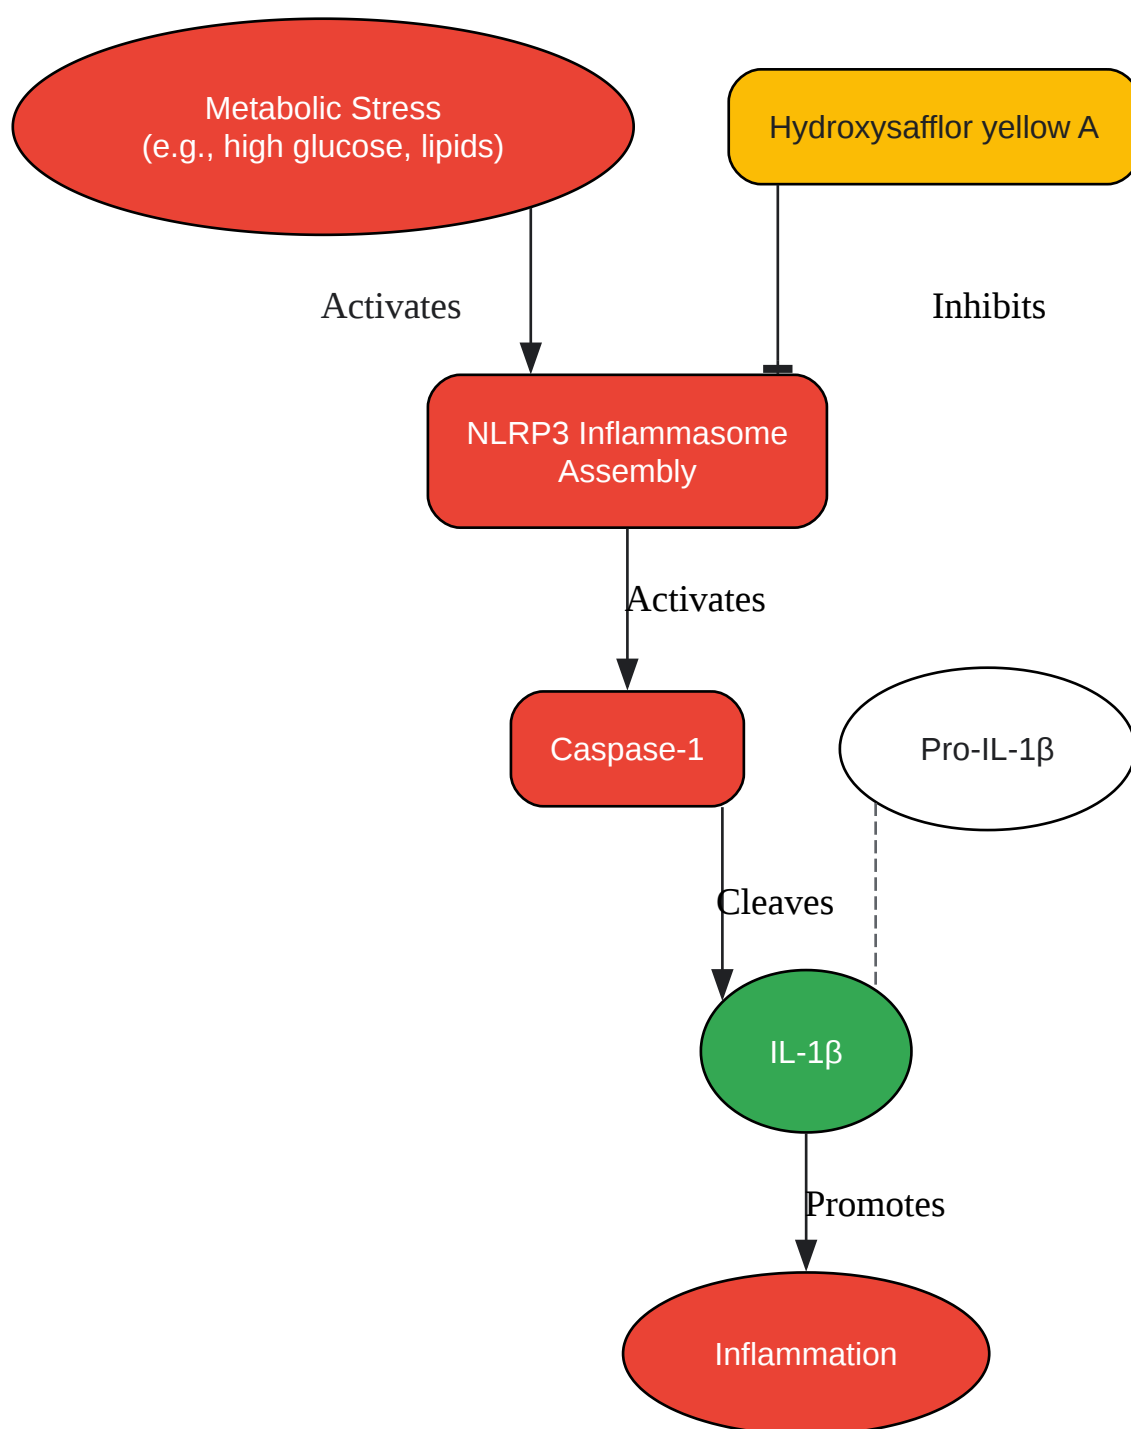 Metabolic Stress
(e.g., high glucose, lipids)
Hydroxysafflor yellow A
Activates
Inhibits
NLRP3 Inflammasome
Assembly
Activates
Caspase-1
Pro-IL-1β
Cleaves
IL-1β
Promotes
Inflammation